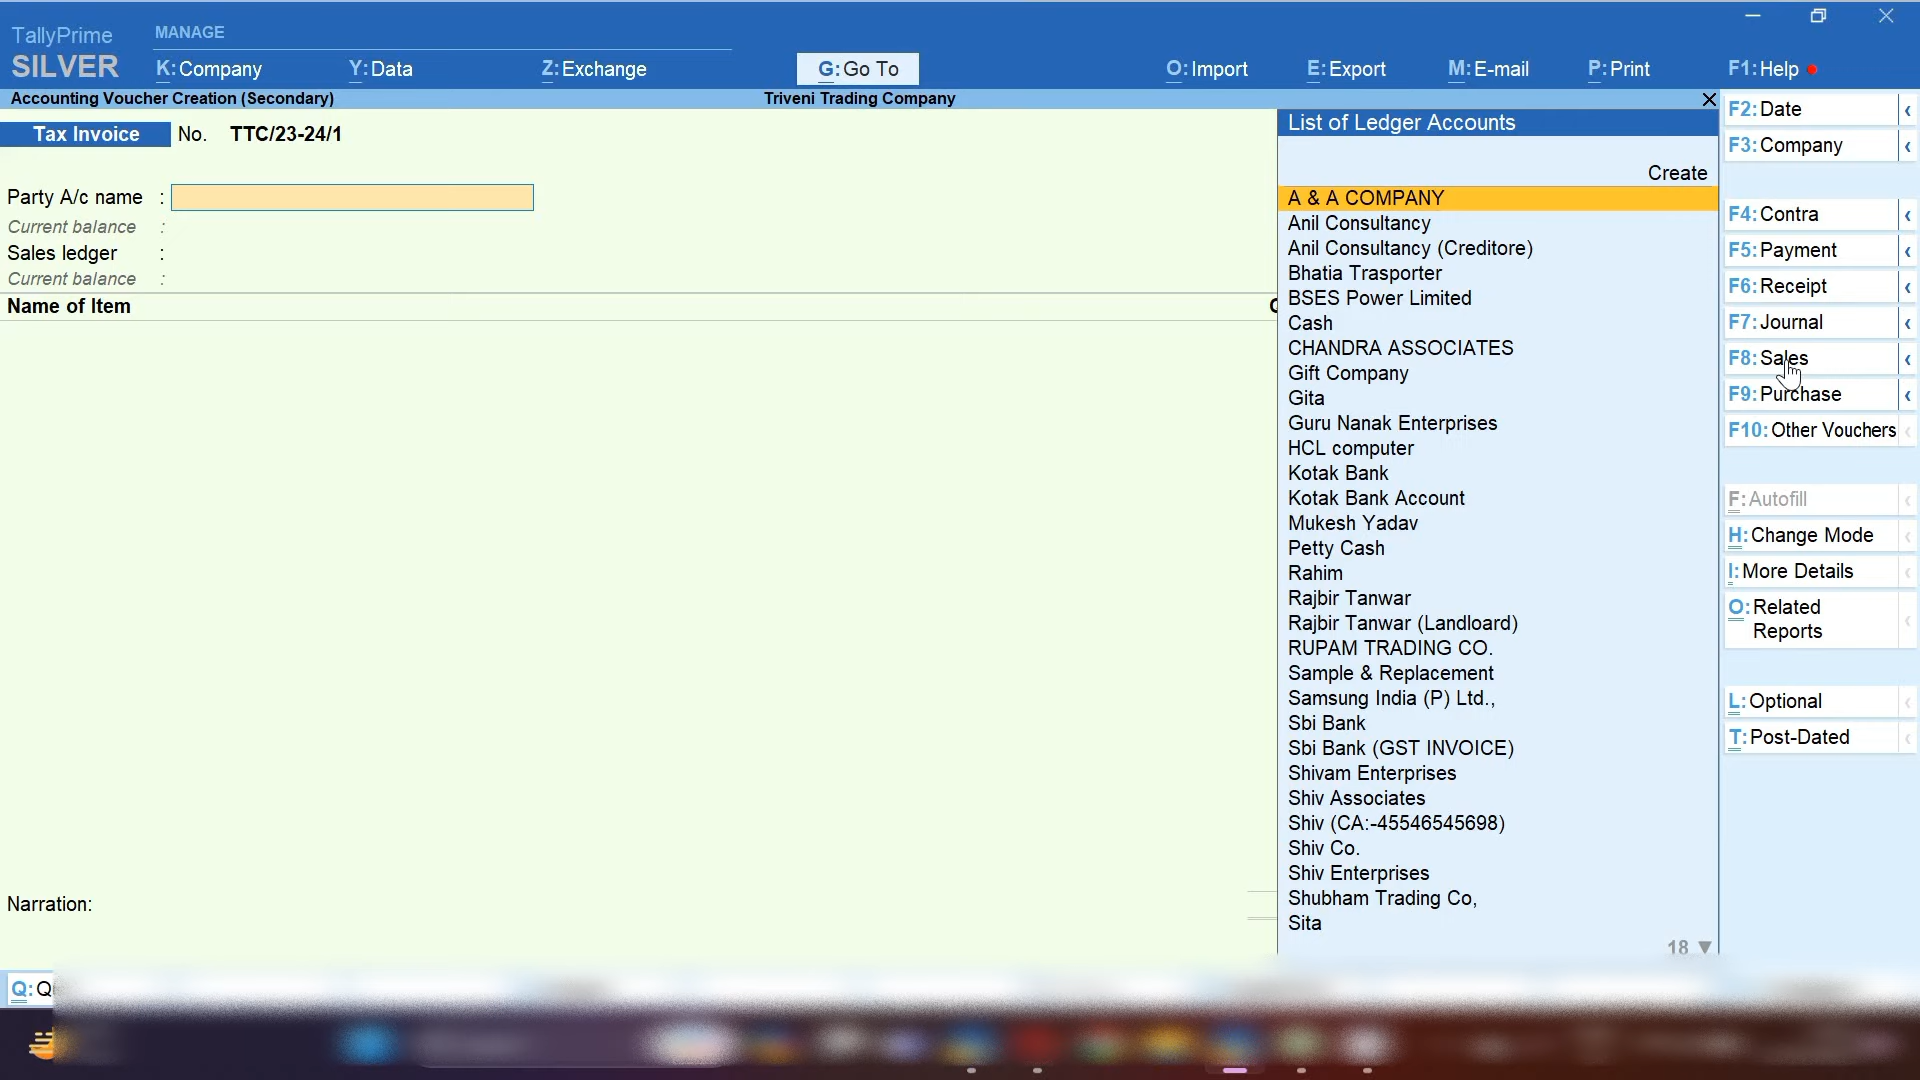 TallyPrime
MANAGE
SILVER
K:Company
Y:Data
Z:Exchange
G:Go To
O:Import
E:Export
M:E-mail
P:Print
F1:Help
Accounting Voucher Creation (Secondary)
Triveni Trading Company
Tax Invoice
No. TTC/23-24/1
Party A/c name :
Current balance :
Sales ledger :
Current balance :
Name of Item
Narration:
List of Ledger Accounts
Create
A & A COMPANY
Anil Consultancy
Anil Consultancy (Creditore)
Bhatia Trasporter
BSES Power Limited
Cash
CHANDRA ASSOCIATES
Gift Company
Gita
Guru Nanak Enterprises
HCL computer
Kotak Bank
Kotak Bank Account
Mukesh Yadav
Petty Cash
Rahim
Rajbir Tanwar
Rajbir Tanwar (Landloard)
RUPAM TRADING CO.
Sample & Replacement
Samsung India (P) Ltd.,
Sbi Bank
Sbi Bank (GST INVOICE)
Shivam Enterprises
Shiv Associates
Shiv (CA:-45546545698)
Shiv Co.
Shiv Enterprises
Shubham Trading Co,
Sita
18 ▼
F2:Date
F3:Company
F4:Contra
F5:Payment
F6:Receipt
F7:Journal
F8:Sales
F9:Purchase
F10:Other Vouchers
F:Autofill
H:Change Mode
I:More Details
O:Related
Reports
L:Optional
T:Post-Dated
Q: